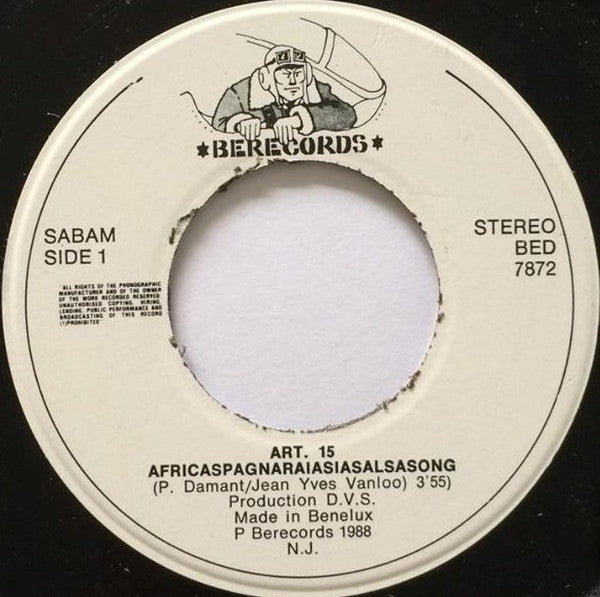 ★BERECORDS★
SABAM
SIDE 1
STEREO
BED
7872
"ALL RIGHTS OF THE PHONOGRAPHIC
MANUFACTURER AND OF THE OWNER
OF THE WORK RECORDED RESERVED.
UNAUTHORISED COPYING, HIRING,
LENDING, PUBLIC PERFORMANCE AND
BROADCASTING OF THIS RECORD
(1)PROHIBITED"
ART. 15
AFRICASPAGNARAIASIASALSASONG
(P. Damant/Jean Yves Vanloo) 3'55)
Production D.V.S.
Made in Benelux
P Berecords 1988
N.J.